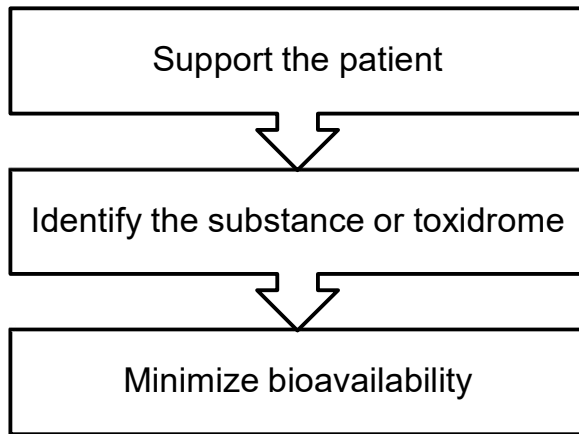 Support the patient
Identify the substance or toxidrome
Minimize bioavailability